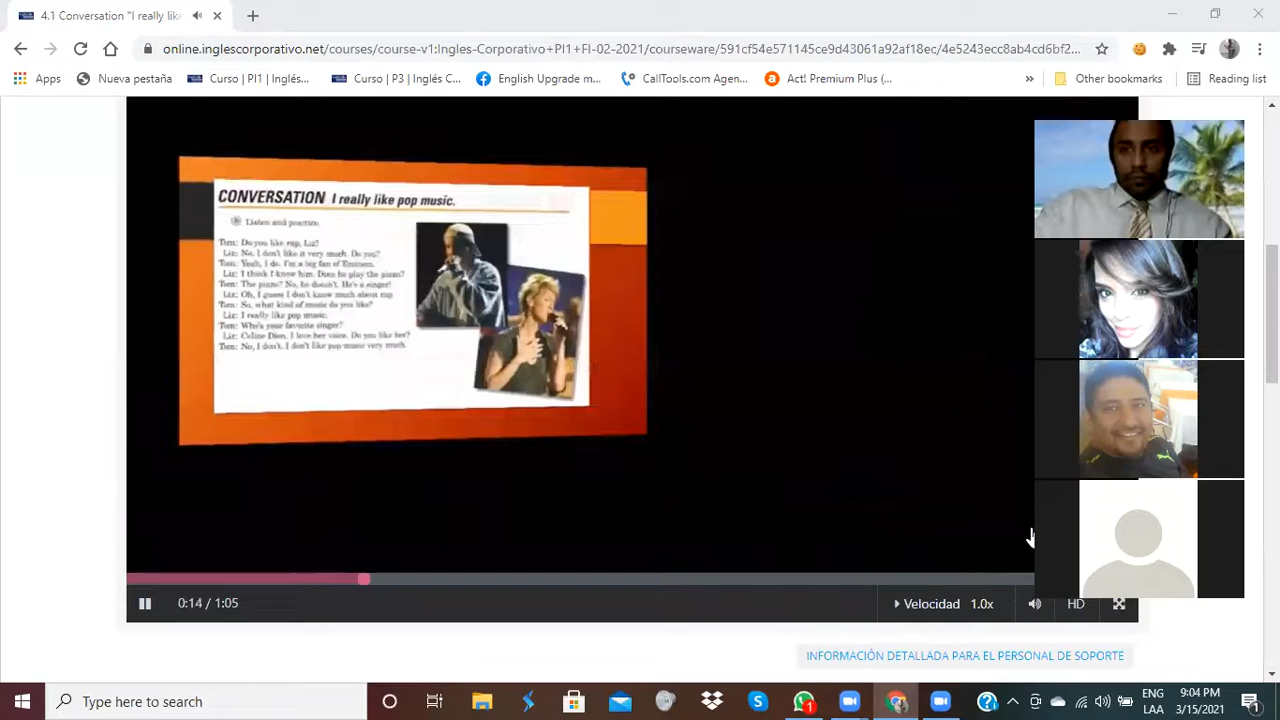 4.1 Conversation "I really lik
online.inglescorporativo.net/courses/course-v1:Ingles-Corporativo+PI1+FI-02-2021/courseware/591cf54e571145ce9d43061a92af18ec/4e5243ecc8ab4cd6bf2...
Apps
Nueva pestaña
Curso | PI1 | Inglés...
Curso | P3 | Inglés C...
English Upgrade m...
CallTools.com - Cen...
Act! Premium Plus (...
»
Other bookmarks
Reading list
CONVERSATION I really like pop music.
Listen and practice.
Tom: Do you like rap, Liz?
Liz: No, I don't like it very much. Do you?
Tom: Yeah, I do. I'm a big fan of Eminem.
Liz: I think I know him. Does he play the piano?
Tom: The piano? No, he doesn't. He's a singer!
Liz: Oh, I guess I don't know much about rap
Tom: So, what kind of music do you like?
Liz: I really like pop music.
Tom: Who's your favorite singer?
Liz: Celine Dion. I love her voice. Do you like her?
Tom: No, I don't. I don't like pop music very much.
0:14 / 1:05
Velocidad 1.0x
HD
INFORMACIÓN DETALLADA PARA EL PERSONAL DE SOPORTE
Type here to search
1
ENG
LAA
9:04 PM
3/15/2021
1